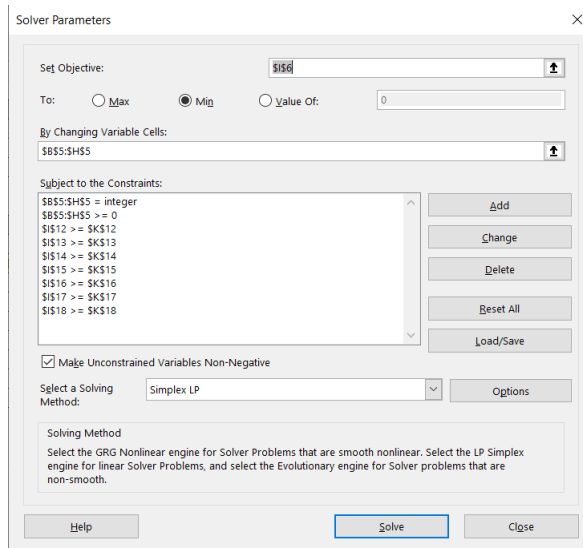 Solver Parameters
Set Objective: $I$6
To: Max Min Value Of: 0
By Changing Variable Cells:
$B$5:$H$5
Subject to the Constraints:
$B$5:$H$5 = integer
$B$5:$H$5 >= 0
$I$12 >= $K$12
$I$13 >= $K$13
$I$14 >= $K$14
$I$15 >= $K$15
$I$16 >= $K$16
$I$17 >= $K$17
$I$18 >= $K$18
Add
Change
Delete
Reset All
Load/Save
Make Unconstrained Variables Non-Negative
Select a Solving
Method:
Simplex LP
Options
Solving Method
Select the GRG Nonlinear engine for Solver Problems that are smooth nonlinear. Select the LP Simplex
engine for linear Solver Problems, and select the Evolutionary engine for Solver problems that are
non-smooth.
Help Solve Close